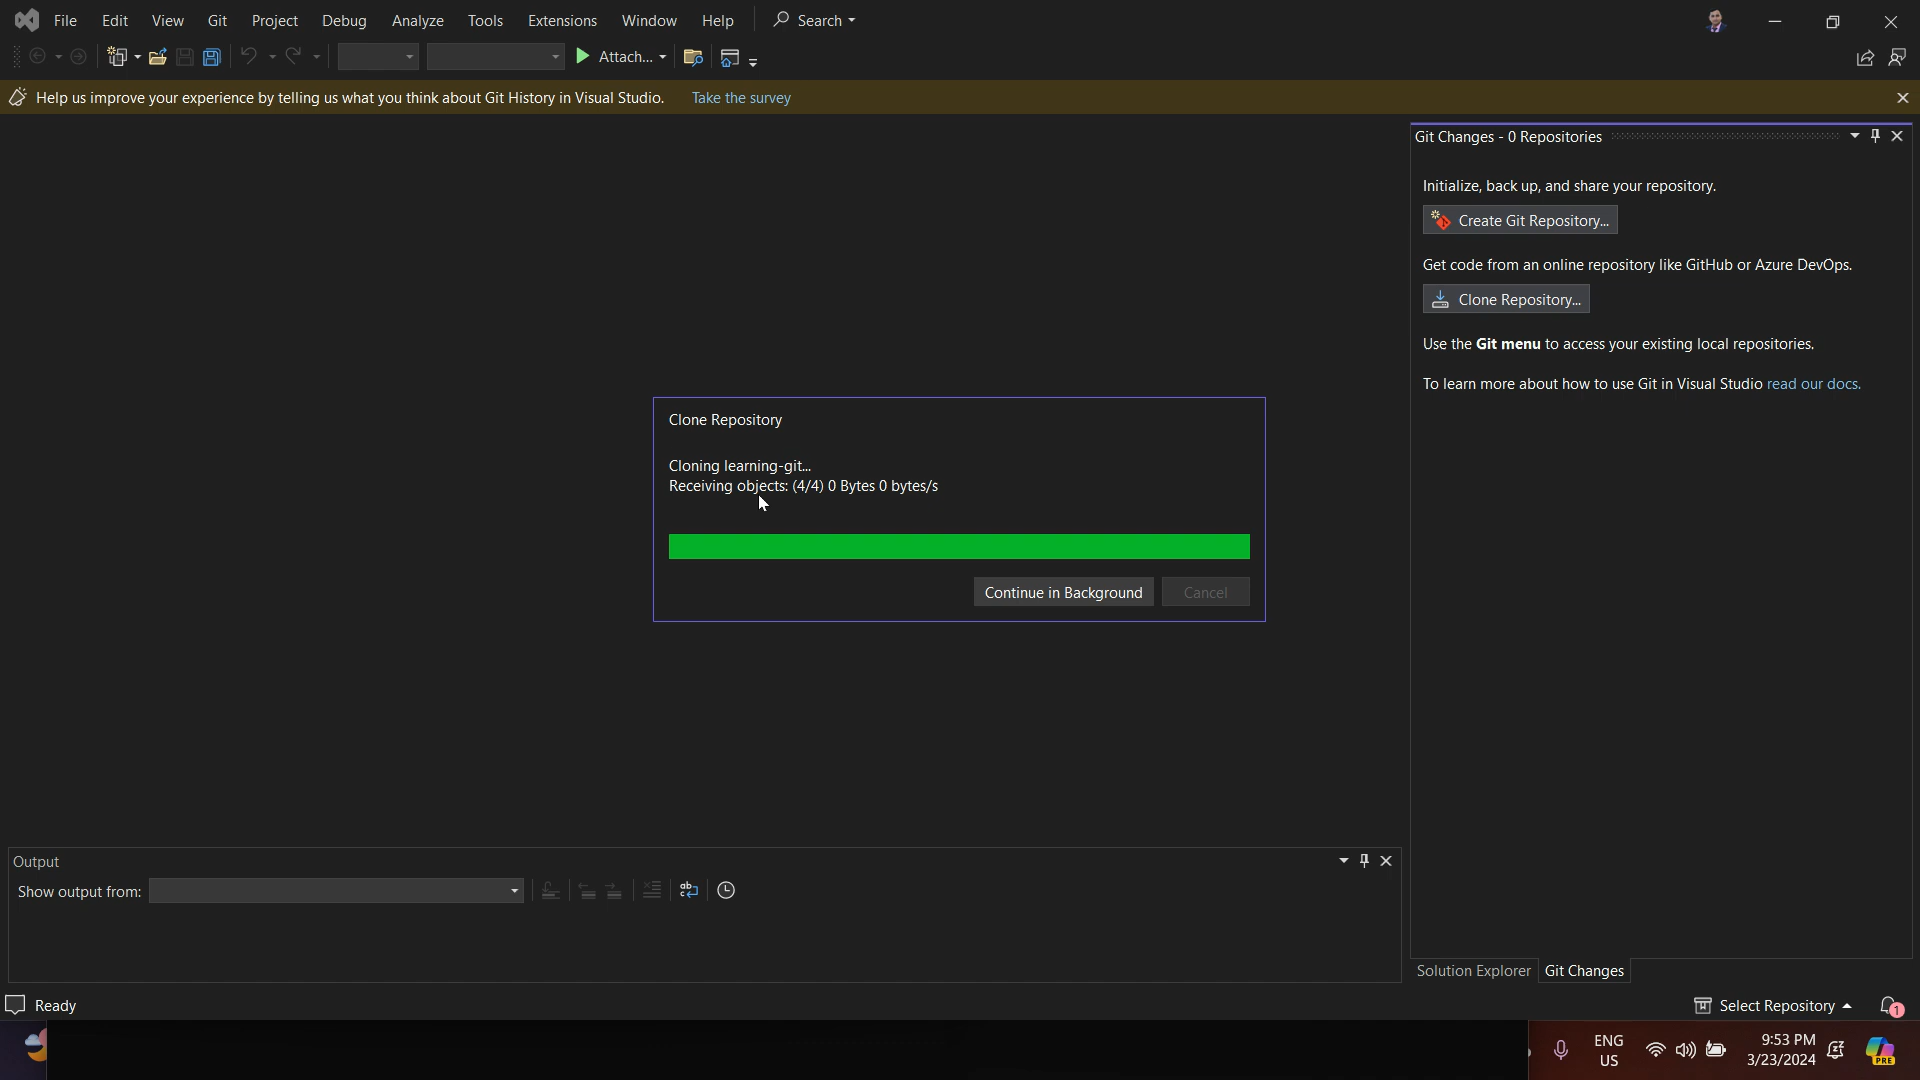 File Edit View Git Project Debug Analyze Tools Extensions Window Help Search
Attach...
Help us improve your experience by telling us what you think about Git History in Visual Studio. Take the survey
Git Changes - 0 Repositories
Initialize, back up, and share your repository.
Create Git Repository...
Get code from an online repository like GitHub or Azure DevOps.
Clone Repository...
Use the Git menu to access your existing local repositories.
To learn more about how to use Git in Visual Studio read our docs.
Clone Repository
Cloning learning-git...
Receiving objects: (4/4) 0 Bytes 0 bytes/s
Continue in Background Cancel
Output
Show output from:
Solution Explorer Git Changes
Ready
Select Repository
1
ENG
US
9:53 PM
3/23/2024
PRE